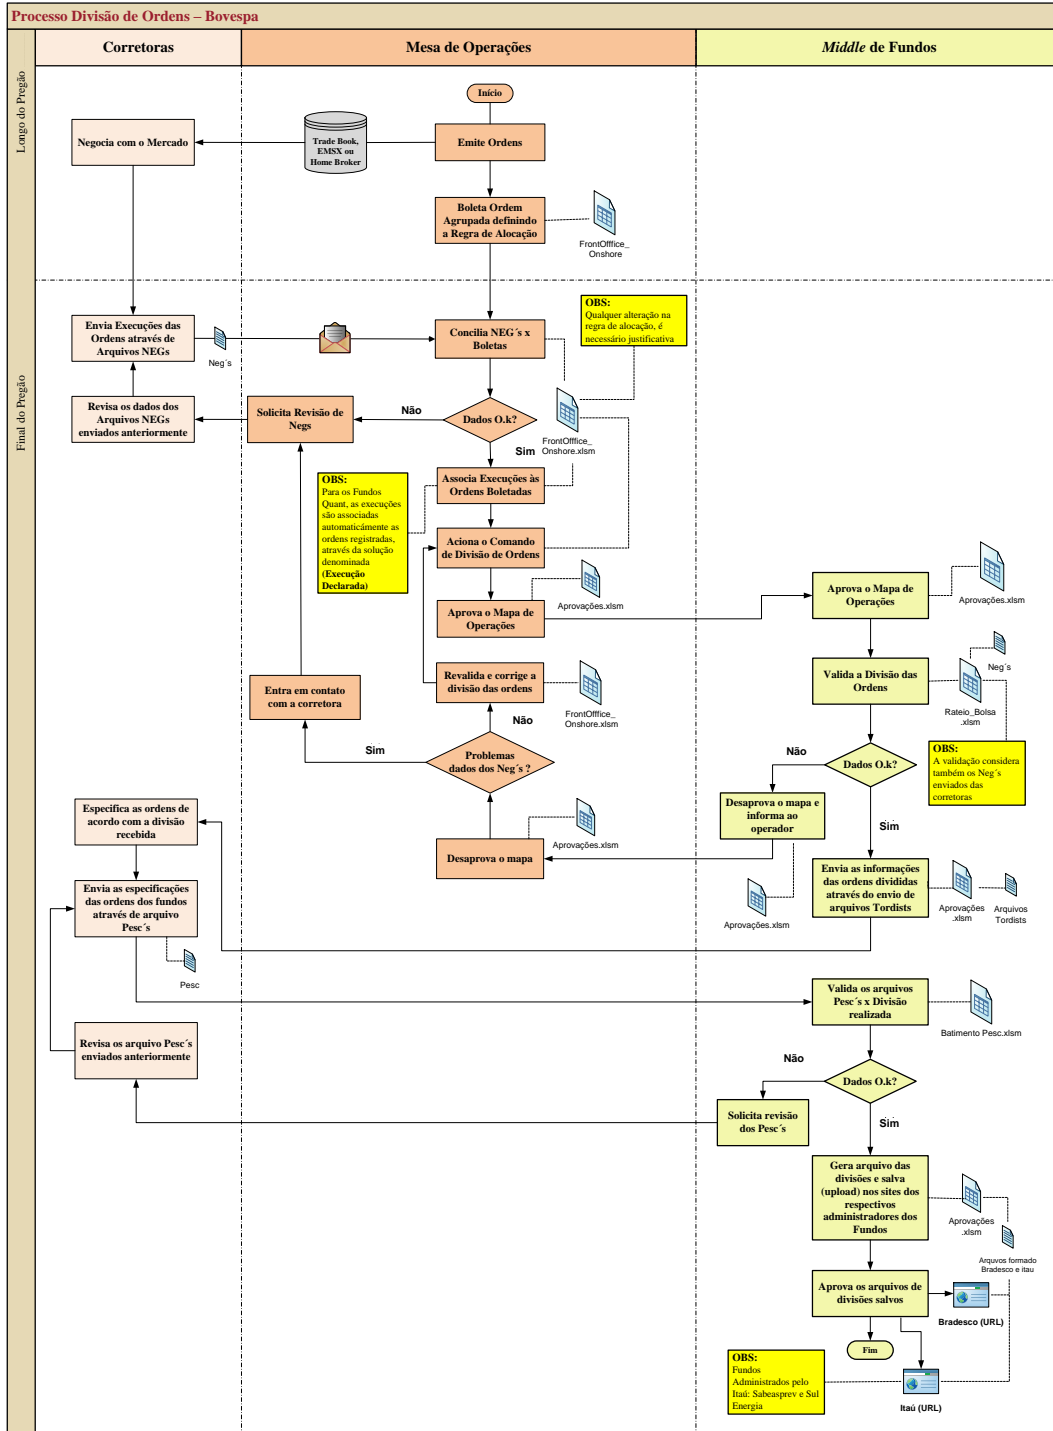 Processo Divisão de Ordens – Bovespa
Corretoras
Mesa de Operações
Middle de Fundos
Longo do Pregão
Início
Negocia com o Mercado
Trade Book,
EMSX ou
Home Broker
Emite Ordens
Boleta Ordem
Agrupada definindo
a Regra de Alocação
FrontOfffice_
Onshore
Final do Pregão
Envia Execuções das
Ordens através de
Arquivos NEGs
Neg´s
Concilia NEG´s x
Boletas
OBS:
Qualquer alteração na
regra de alocação, é
necessário justificativa
Revisa os dados dos
Arquivos NEGs
enviados anteriormente
Solicita Revisão de
Negs
Não
Dados O.k?
Sim
FrontOfffice_
Onshore.xlsm
OBS:
Para os Fundos
Quant, as execuções
são associadas
automaticámente as
ordens registradas,
através da solução
denominada
(Execução
Declarada)
Associa Execuções às
Ordens Boletadas
Aciona o Comando
de Divisão de Ordens
Aprova o Mapa de
Operações
Aprovações.xlsm
Aprova o Mapa de
Operações
Aprovações.xlsm
Entra em contato
com a corretora
Revalida e corrige a
divisão das ordens
FrontOfffice_
Onshore.xlsm
Valida a Divisão das
Ordens
Neg´s
Rateio_Bolsa
.xlsm
Não
Sim
Problemas
dados dos Neg´s ?
Não
Dados O.k?
OBS:
A validação considera
também os Neg´s
enviados das
corretoras
Especifica as ordens de
acordo com a divisão
recebida
Desaprova o mapa
Aprovações.xlsm
Desaprova o mapa e
informa ao
operador
Sim
Envia as especificações
das ordens dos fundos
através de arquivo
Pesc´s
Pesc
Aprovações.xlsm
Envia as informações
das ordens divididas
através do envio de
arquivos Tordists
Aprovações
.xlsm
Arquivos
Tordists
Valida os arquivos
Pesc´s x Divisão
realizada
Batimento Pesc.xlsm
Revisa os arquivo Pesc´s
enviados anteriormente
Não
Dados O.k?
Solicita revisão
dos Pesc´s
Sim
Gera arquivo das
divisões e salva
(upload) nos sites dos
respectivos
administradores dos
Fundos
Aprovações
.xlsm
Arquvos formado
Bradesco e itau
Aprova os arquivos de
divisões salvos
Bradesco (URL)
Fim
OBS:
Fundos
Administrados pelo
Itaú: Sabeasprev e Sul
Energia
Itaú (URL)